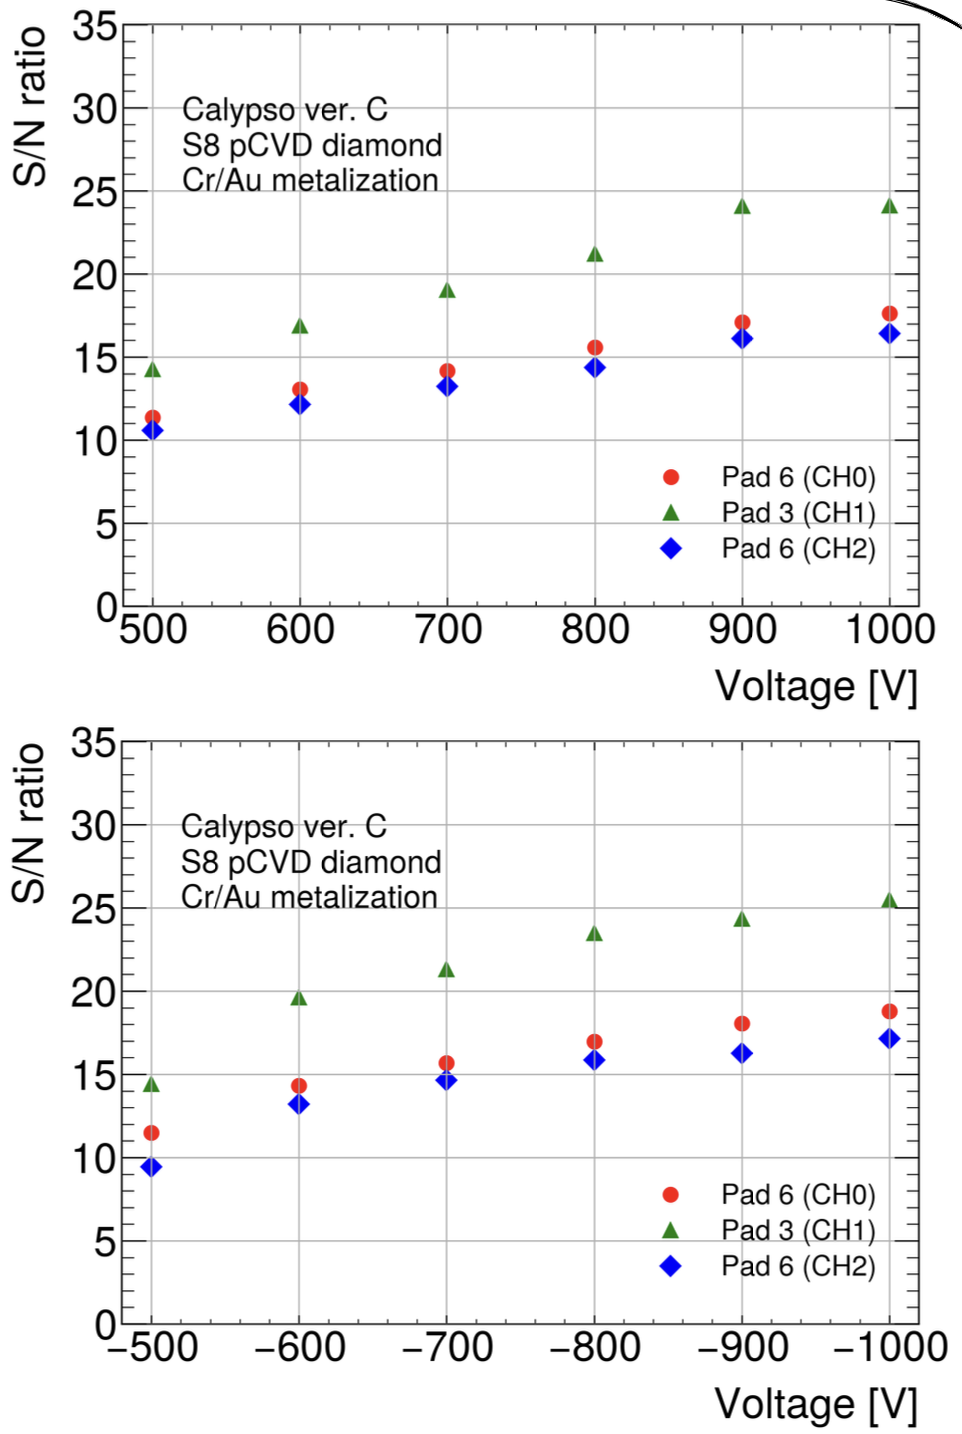 S/N ratio
35
30
25
20
15
10
5
0
Calypso ver. C
S8 pCVD diamond
Cr/Au metalization
Pad 6 (CH0)
Pad 3 (CH1)
Pad 6 (CH2)
500 600 700 800 900 1000
Voltage [V]
S/N ratio
35
30
25
20
15
10
5
0
Calypso ver. C
S8 pCVD diamond
Cr/Au metalization
Pad 6 (CH0)
Pad 3 (CH1)
Pad 6 (CH2)
−500 −600 −700 −800 −900 −1000
Voltage [V]